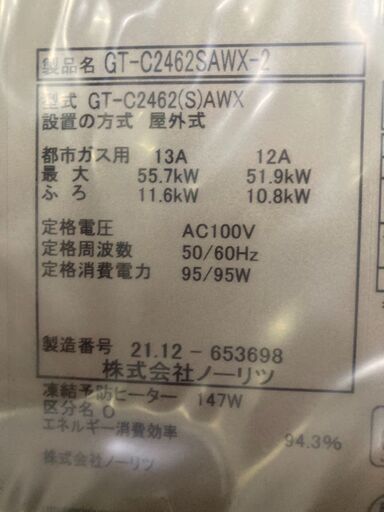 製品名 GT-C2462SAWX-2
型式 GT-C2462(S)AWX
設置の方式 屋外式
都市ガス用 13A 12A
最 大 55.7kW 51.9kW
ふ ろ 11.6kW 10.8kW
定格電圧 AC100V
定格周波数 50/60Hz
定格消費電力 95/95W
製造番号 21.12 - 653698
株式会社ノーリツ
凍結予防ヒーター 147W
区分名 O
エネルギー消費効率 94.3%
株式会社ノーリツ